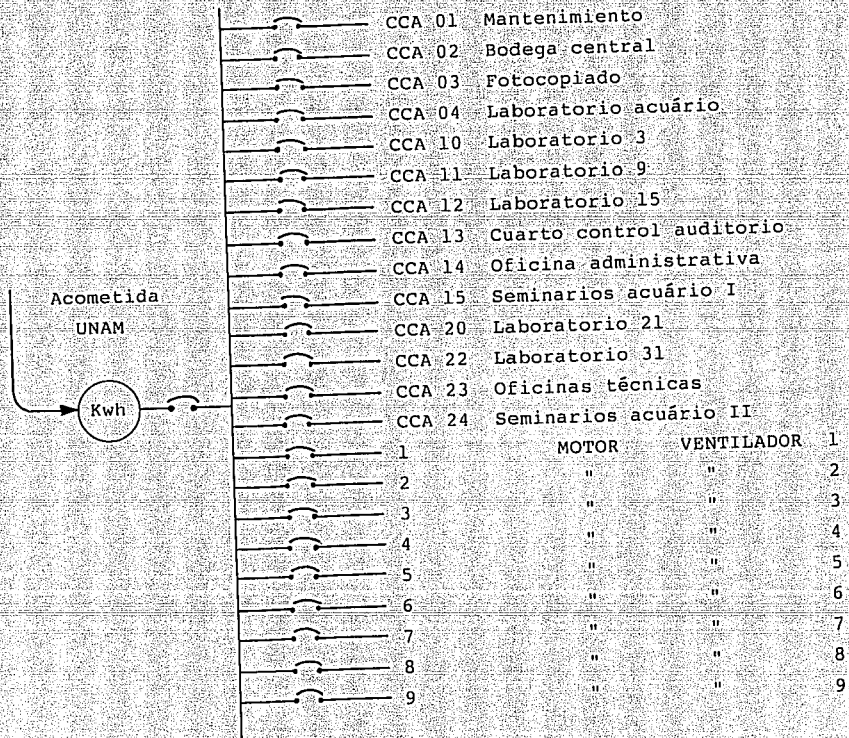 CCA 01 Mantenimiento
CCA 02 Bodega central
CCA 03 Fotocopiado
CCA 04 Laboratorio acuário
CCA 10 Laboratorio 3
CCA 11 Laboratorio 9
CCA 12 Laboratorio 15
CCA 13 Cuarto control auditorio
CCA 14 Oficina administrativa
CCA 15 Seminarios acuário I
CCA 20 Laboratorio 21
CCA 22 Laboratorio 31
CCA 23 Oficinas técnicas
CCA 24 Seminarios acuário II
Acometida
UNAM
Kwh
1 MOTOR VENTILADOR 1
2 " " 2
3 " " 3
4 " " 4
5 " " 5
6 " " 6
7 " " 7
8 " " 8
9 " " 9